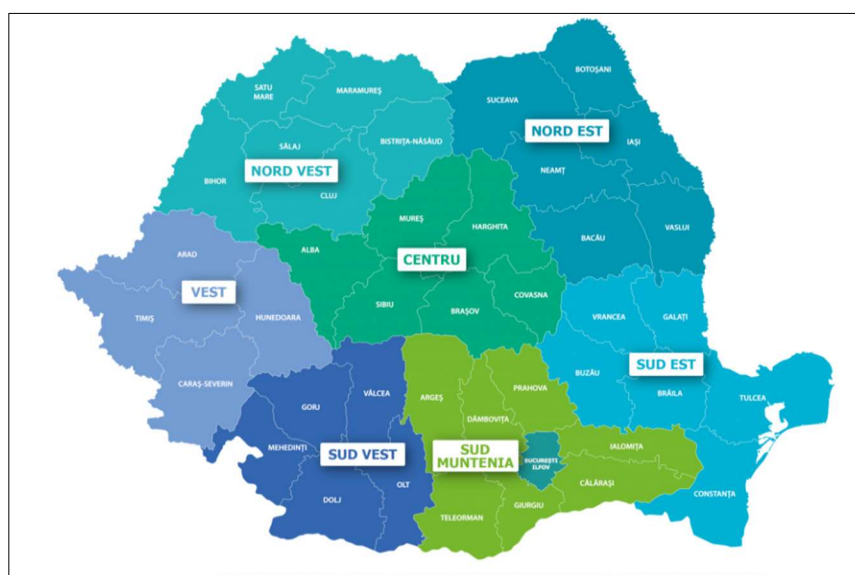 BOTOȘANI
SATU
MARE
MARAMUREȘ
SUCEAVA
NORD EST
IAȘI
SĂLAJ
BISTRIȚA-NĂSĂUD
NORD VEST
NEAMȚ
BIHOR
CLUJ
MUREȘ
HARGHITA
VASLUI
BACĂU
ARAD
ALBA
CENTRU
VEST
COVASNA
SIBIU
BRAȘOV
TIMIȘ
HUNEDOARA
VRANCEA
GALAȚI
SUD EST
BUZĂU
CARAȘ-SEVERIN
VÂLCEA
ARGEȘ
PRAHOVA
BRĂILA
TULCEA
GORJ
DÂMBOVIȚA
MEHEDINȚI
SUD VEST
SUD
MUNTENIA
BUCUREȘTI
ILFOV
IALOMIȚA
OLT
CĂLĂRAȘI
DOLJ
CONSTANȚA
TELEORMAN
GIURGIU